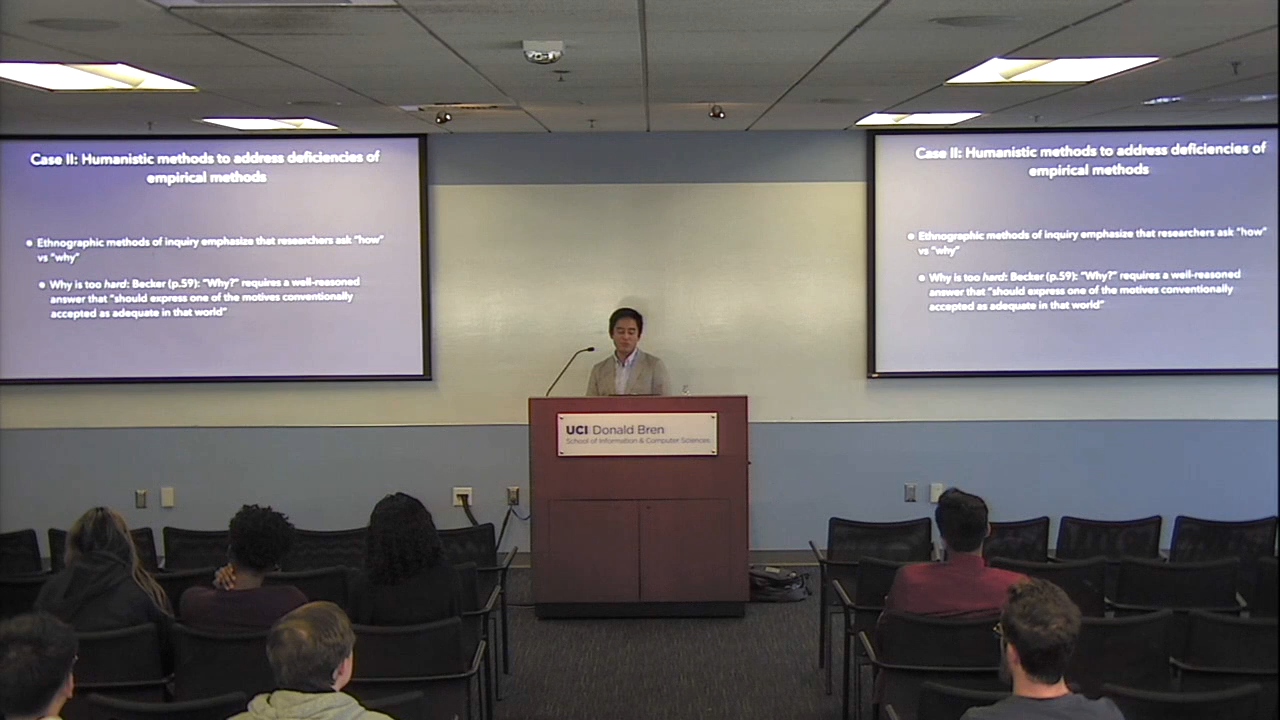 Case II: Humanistic methods to address deficiencies of
empirical methods
• Ethnographic methods of inquiry emphasize that researchers ask "how"
vs "why"
• Why is too hard: Becker (p.59): "Why?" requires a well-reasoned
answer that "should express one of the motives conventionally
accepted as adequate in that world"
Case II: Humanistic methods to address deficiencies of
empirical methods
• Ethnographic methods of inquiry emphasize that researchers ask "how"
vs "why"
• Why is too hard: Becker (p.59): "Why?" requires a well-reasoned
answer that "should express one of the motives conventionally
accepted as adequate in that world"
UCI Donald Bren
School of Information & Computer Sciences